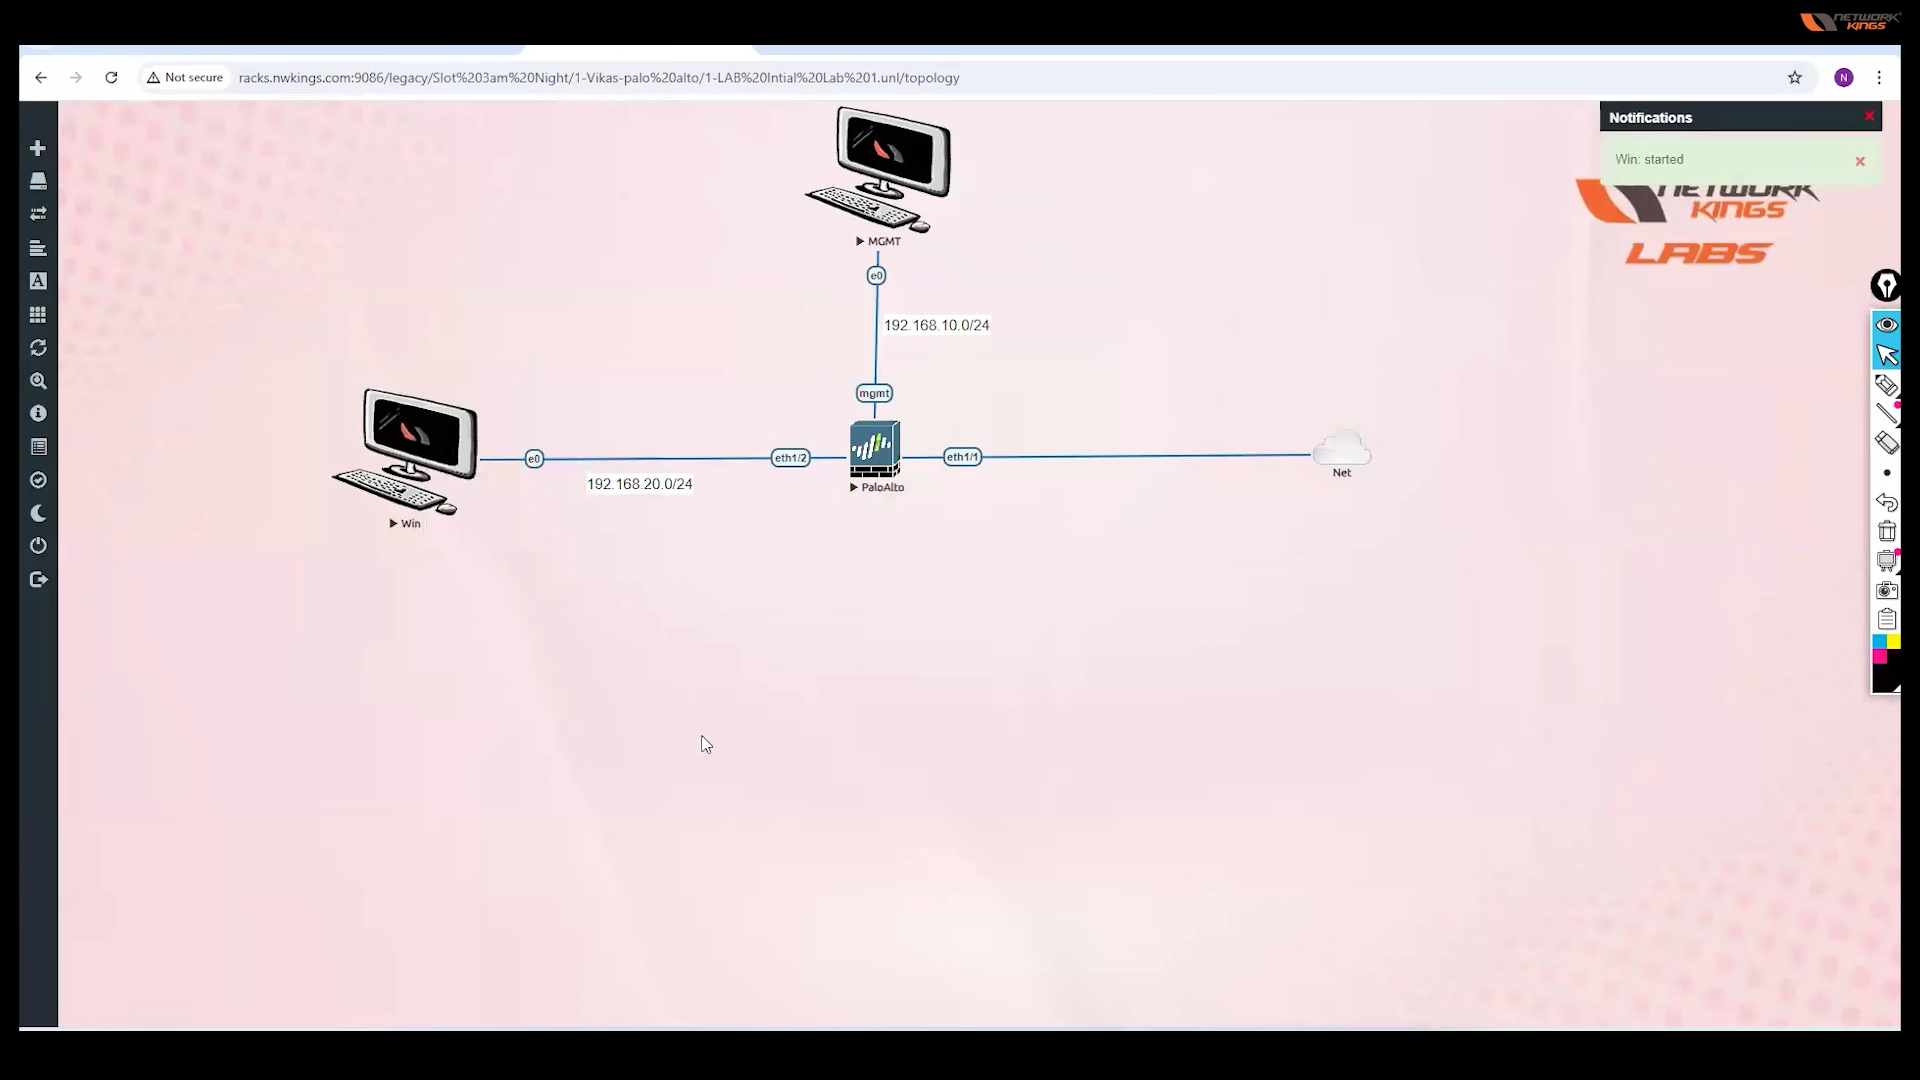 NETWORK
KINGS
Not secure
racks.nwkings.com:9086/legacy/Slot%203am%20Night/1-Vikas-palo%20alto/1-LAB%20Intial%20Lab%201.unl/topology
N
Notifications
Win: started
NETWORK
KINGS
LABS
MGMT
e0
192.168.10.0/24
mgmt
e0
eth1/2
eth1/1
Net
192.168.20.0/24
PaloAlto
Win
A